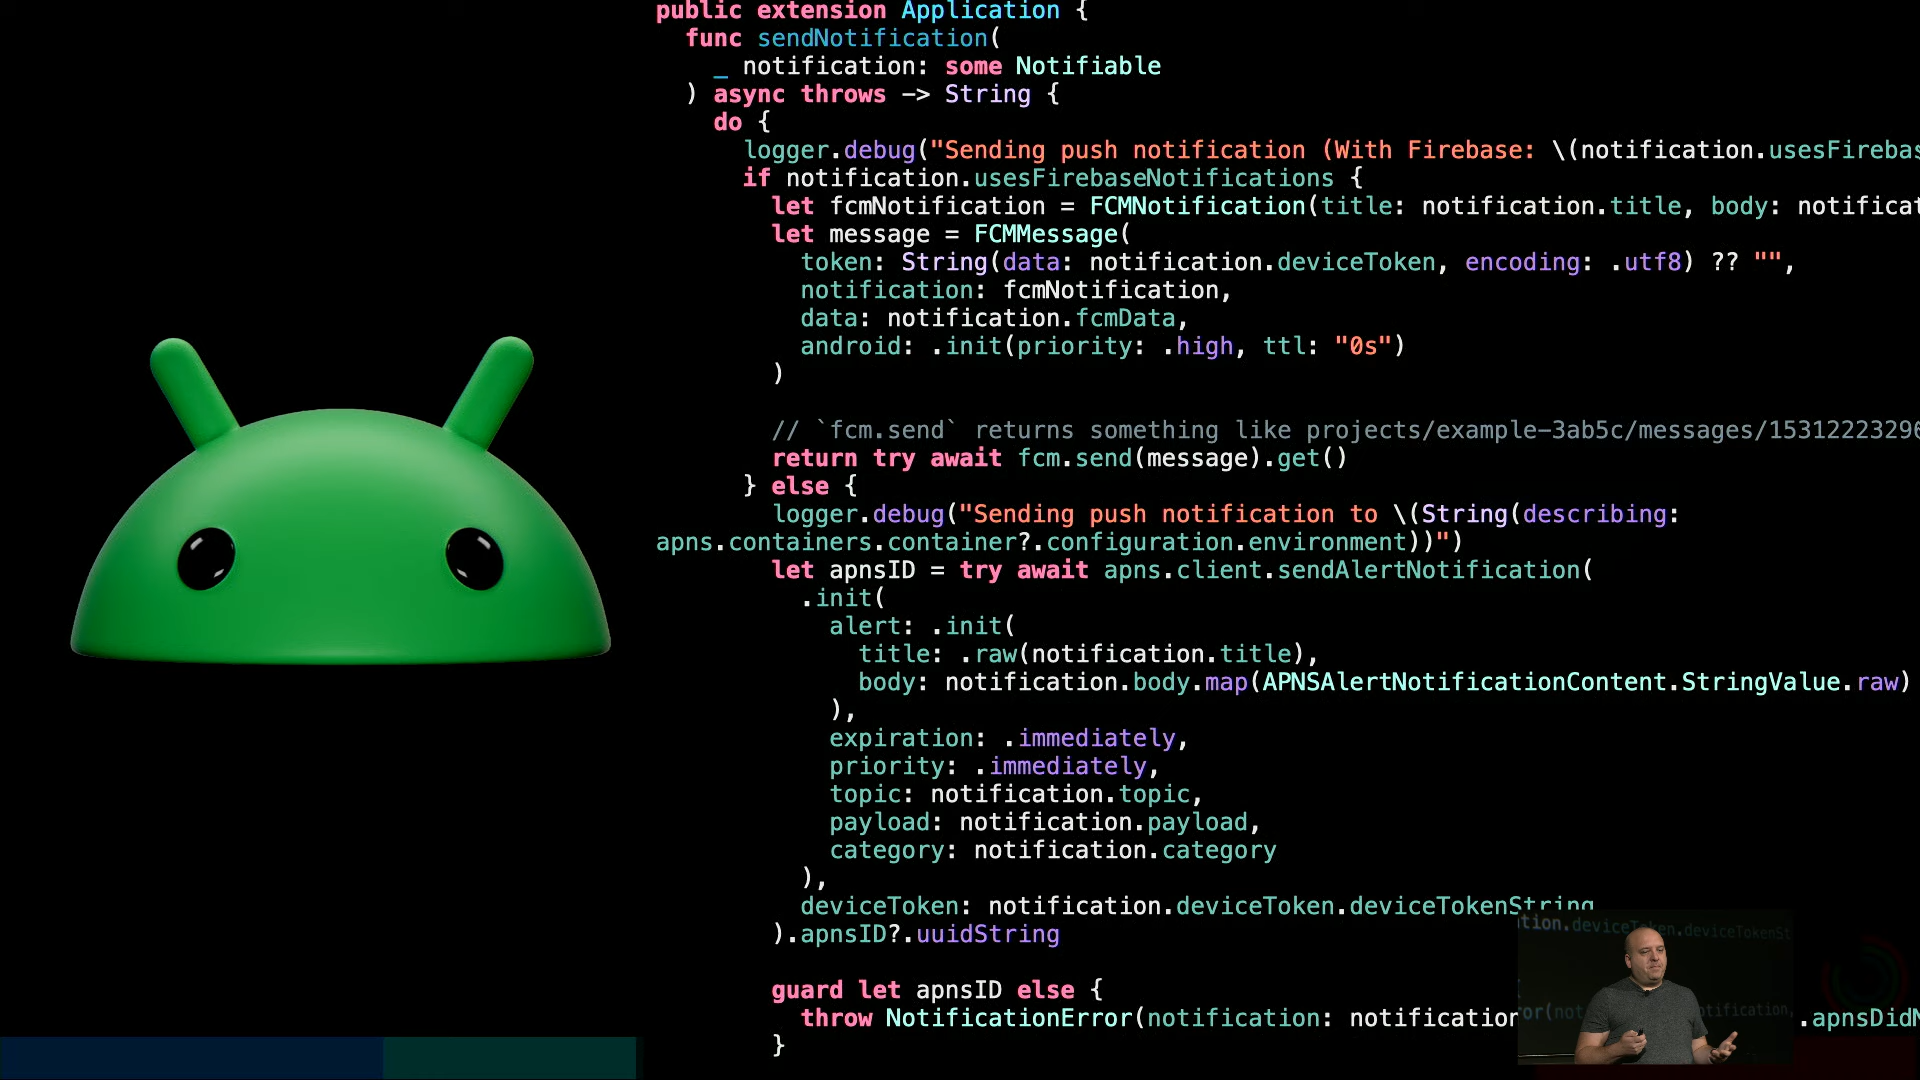 public extension Application {
func sendNotification(
_ notification: some Notifiable
) async throws -> String {
do {
logger.debug("Sending push notification (With Firebase: \(notification.usesFirebas
if notification.usesFirebaseNotifications {
let fcmNotification = FCMNotification(title: notification.title, body: notificat
let message = FCMMessage(
token: String(data: notification.deviceToken, encoding: .utf8) ?? "",
notification: fcmNotification,
data: notification.fcmData,
android: .init(priority: .high, ttl: "0s")
)
// `fcm.send` returns something like projects/example-3ab5c/messages/15312223296
return try await fcm.send(message).get()
} else {
logger.debug("Sending push notification to \(String(describing:
apns.containers.container?.configuration.environment))")
let apnsID = try await apns.client.sendAlertNotification(
.init(
alert: .init(
title: .raw(notification.title),
body: notification.body.map(APNSAlertNotificationContent.StringValue.raw)
),
expiration: .immediately,
priority: .immediately,
topic: notification.topic,
payload: notification.payload,
category: notification.category
),
deviceToken: notification.deviceToken.deviceTokenString
).apnsID?.uuidString
guard let apnsID else {
throw NotificationError(notification: notification .apnsDidN
}